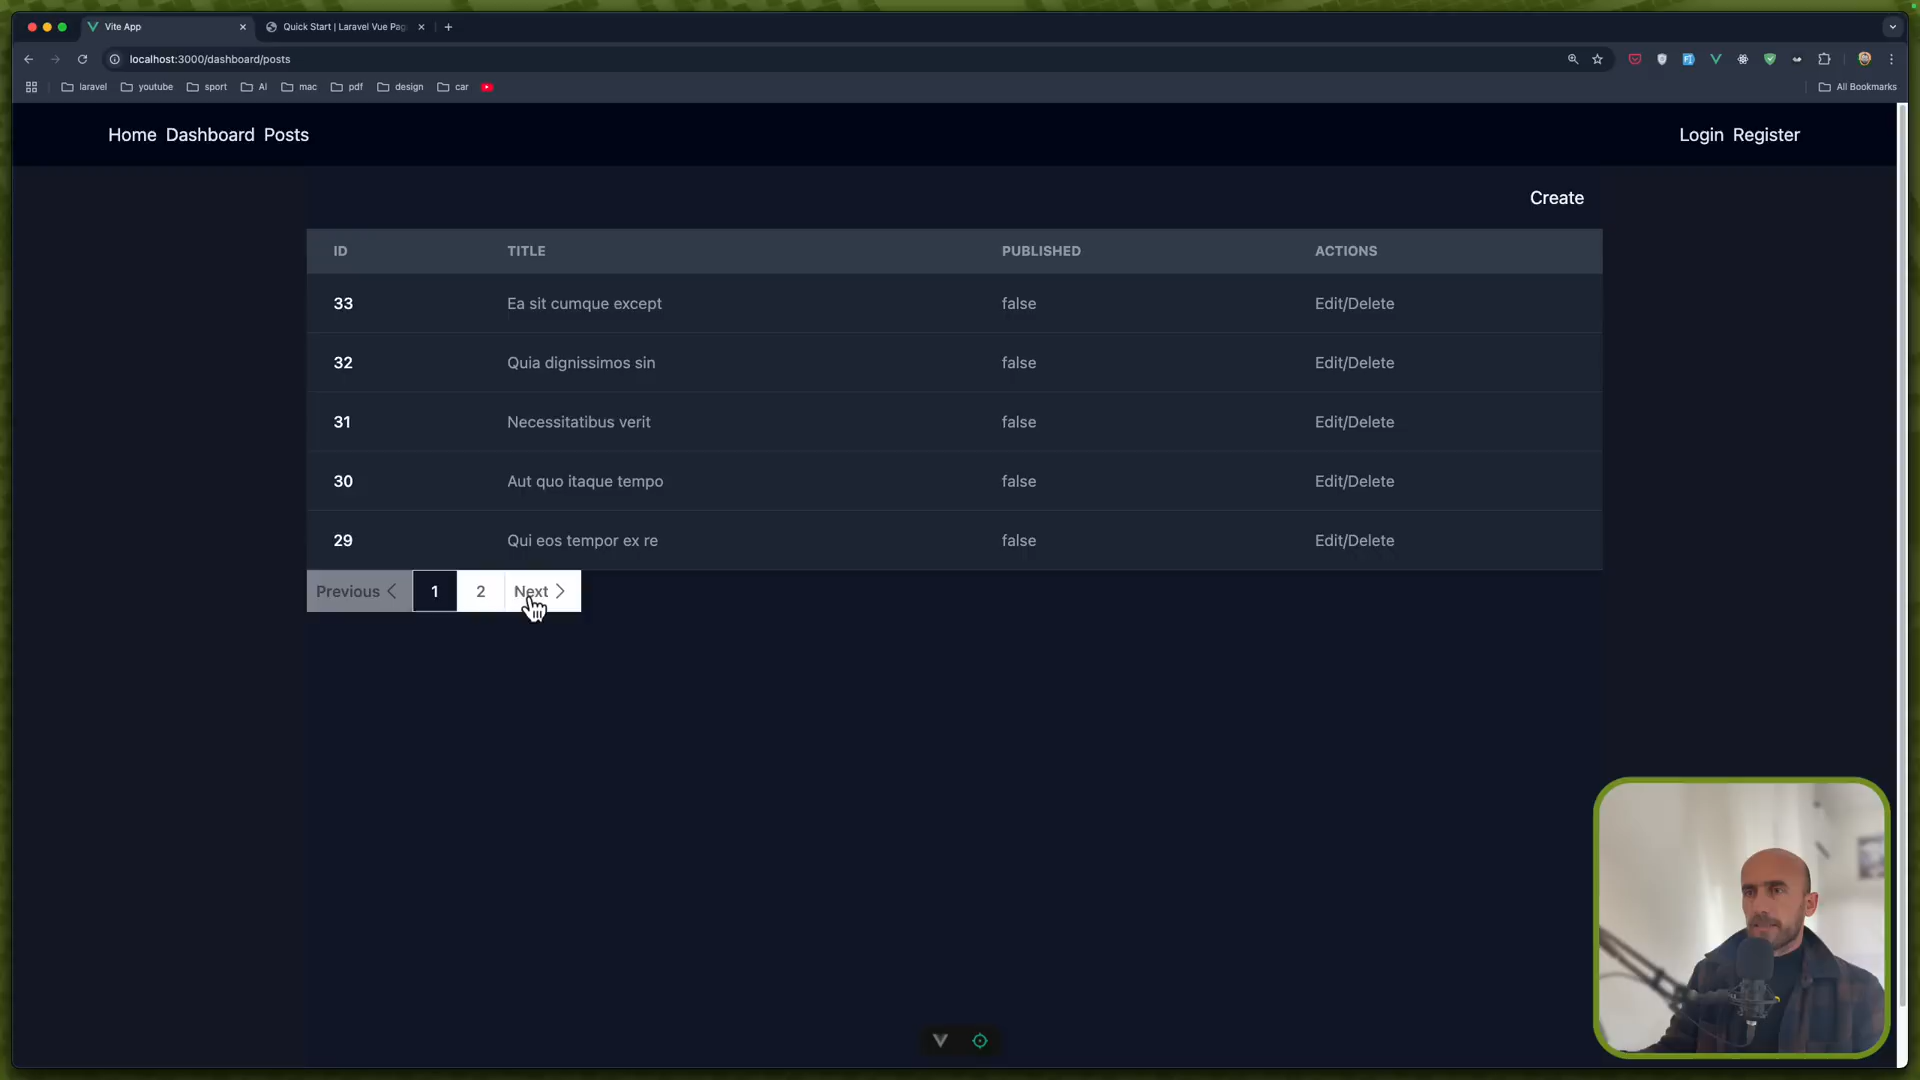 Vite App
Quick Start | Laravel Vue Pag
localhost:3000/dashboard/posts
laravel youtube sport AI mac pdf design car All Bookmarks
Home Dashboard Posts Login Register
Create
ID TITLE PUBLISHED ACTIONS
33 Ea sit cumque except false Edit/Delete
32 Quia dignissimos sin false Edit/Delete
31 Necessitatibus verit false Edit/Delete
30 Aut quo itaque tempo false Edit/Delete
29 Qui eos tempor ex re false Edit/Delete
Previous 1 2 Next